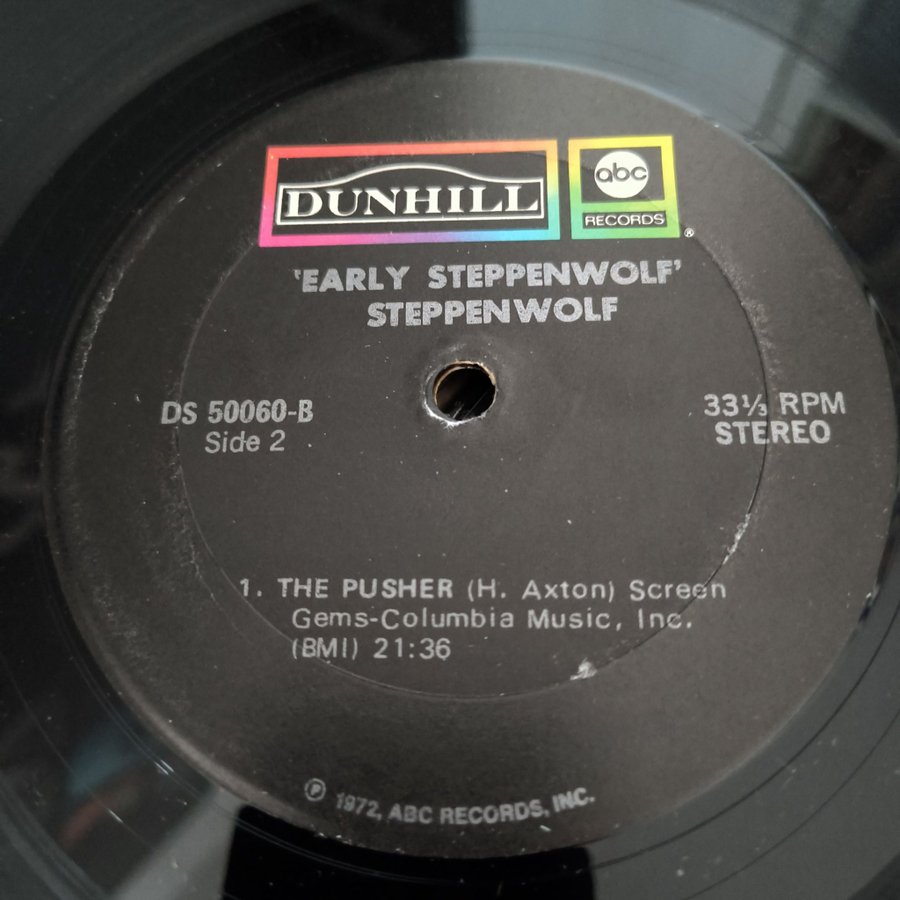 DUNHILL
abc
RECORDS
®
'EARLY STEPPENWOLF'
STEPPENWOLF
DS 50060-B
Side 2
33⅓ RPM
STEREO
1. THE PUSHER (H. Axton) Screen
Gems-Columbia Music, Inc.
(BMI) 21:36
℗ 1972, ABC RECORDS, INC.